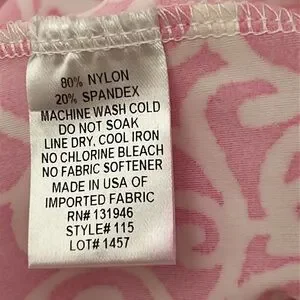 80% NYLON
20% SPANDEX
MACHINE WASH COLD
DO NOT SOAK
LINE DRY, COOL IRON
NO CHLORINE BLEACH
NO FABRIC SOFTENER
MADE IN USA OF
IMPORTED FABRIC
RN# 131946
STYLE# 115
LOT# 1457